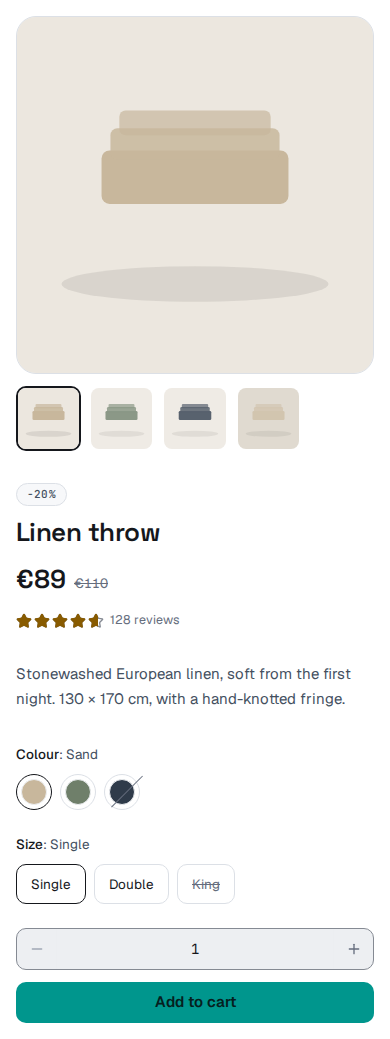 -20%
Linen throw
€89 €110
128 reviews
Stonewashed European linen, soft from the first
night. 130 × 170 cm, with a hand-knotted fringe.
Colour: Sand
Size: Single
Single Double King
1
Add to cart